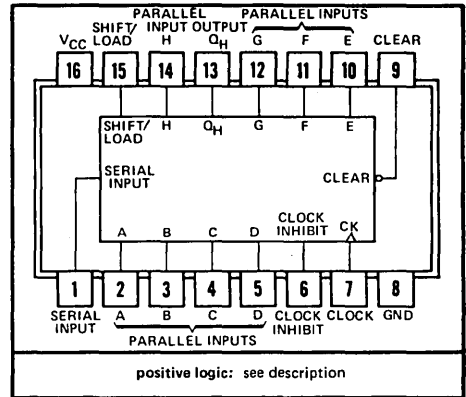 PARALLEL PARALLEL INPUTS
SHIFT/ INPUT OUTPUT
VCC LOAD H QH G F E CLEAR
16 15 14 13 12 11 10 9
SHIFT/ H QH G F E
LOAD
SERIAL
INPUT
CLEAR
CLOCK
INHIBIT
CK
A B C D
1 2 3 4 5 6 7 8
SERIAL A B C D CLOCK CLOCK GND
INPUT INHIBIT
PARALLEL INPUTS
positive logic: see description